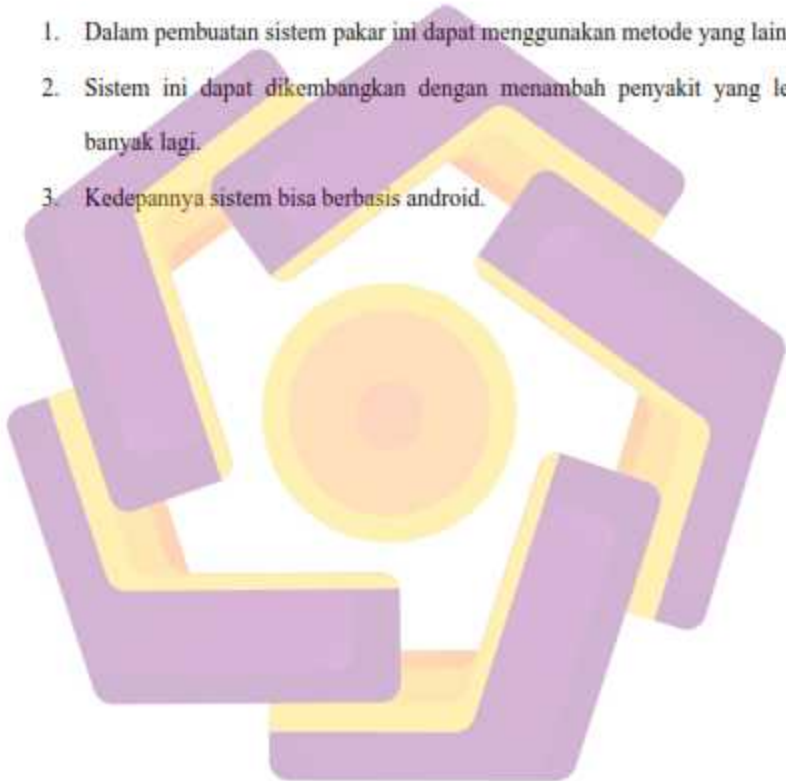 1. Dalam pembuatan sistem pakar ini dapat menggunakan metode yang lain
2. Sistem ini dapat dikembangkan dengan menambah penyakit yang
banyak lagi.
3. Kedepannya sistem bisa berbasis android.